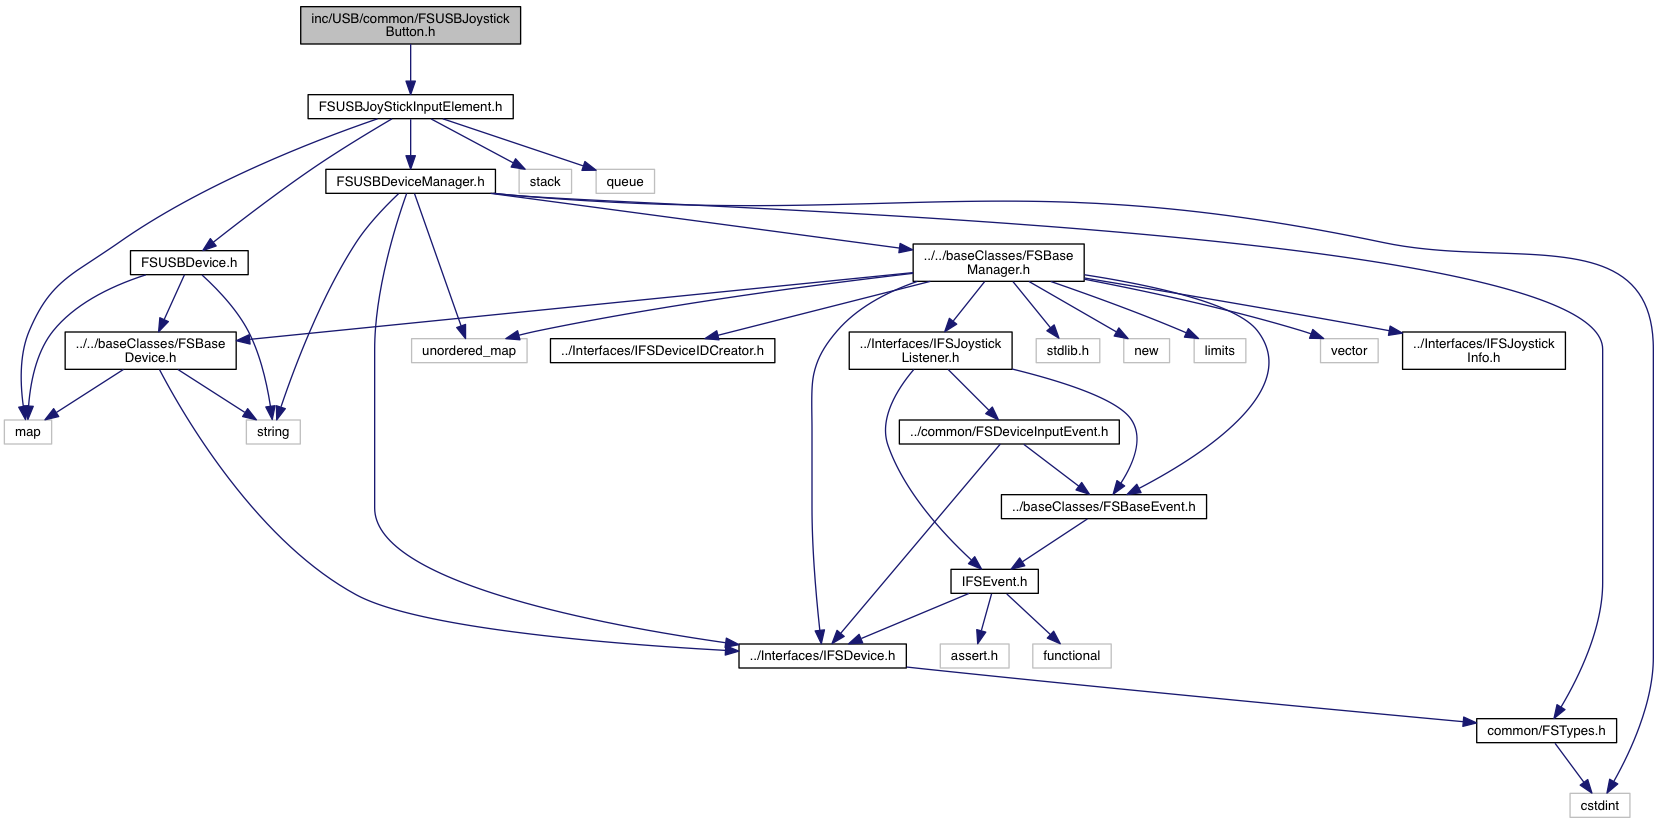 inc/USB/common/FSUSBJoystick
Button.h
FSUSBJoyStickInputElement.h
FSUSBDeviceManager.h
stack
queue
FSUSBDevice.h
../../baseClasses/FSBase
Manager.h
../../baseClasses/FSBase
Device.h
unordered_map
../Interfaces/IFSDeviceIDCreator.h
../Interfaces/IFSJoystick
Listener.h
stdlib.h
new
limits
vector
../Interfaces/IFSJoystick
Info.h
map
string
../common/FSDeviceInputEvent.h
../baseClasses/FSBaseEvent.h
IFSEvent.h
../Interfaces/IFSDevice.h
assert.h
functional
common/FSTypes.h
cstdint